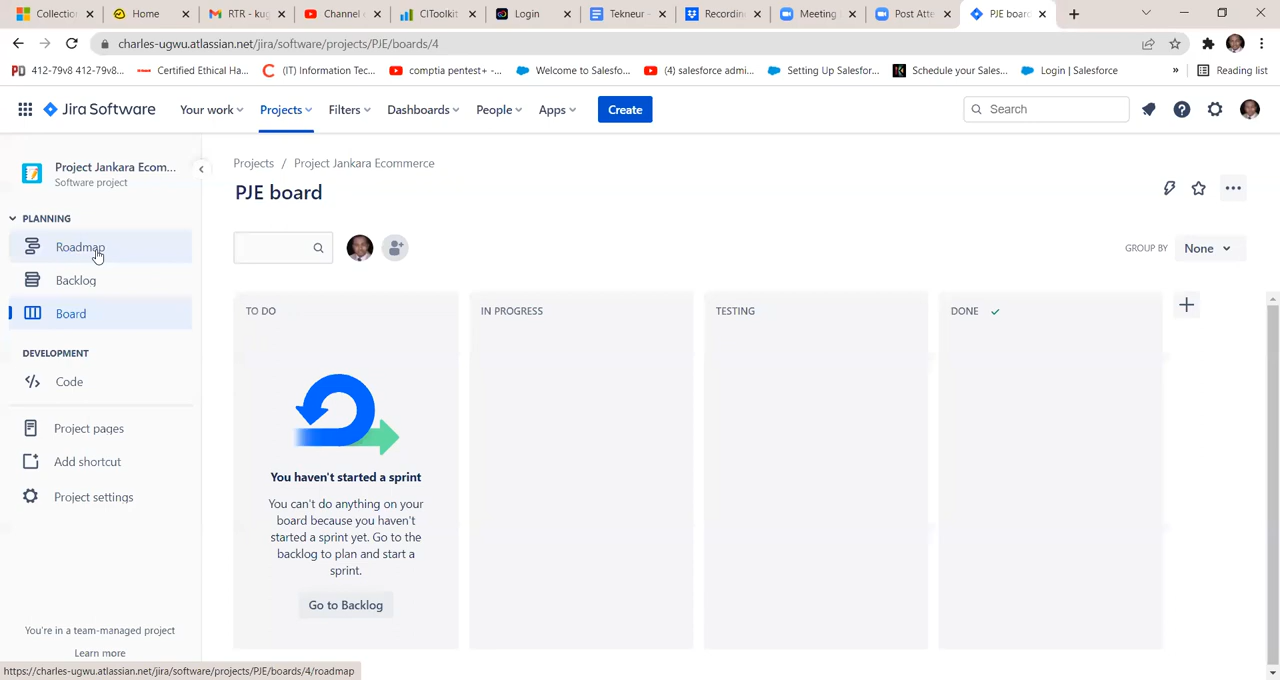 Collection
Home
RTR - kug
Channel
CIToolkit
Login
Tekneur -
Recordin
Meeting
Post Atte
PJE board
charles-ugwu.atlassian.net/jira/software/projects/PJE/boards/4
412-79v8 412-79v8...
Certified Ethical Ha...
(IT) Information Tec...
comptia pentest+ -...
Welcome to Salesfo...
(4) salesforce admi...
Setting Up Salesfor...
Schedule your Sales...
Login | Salesforce
»
Reading list
Jira Software
Your work
Projects
Filters
Dashboards
People
Apps
Create
Search
Project Jankara Ecom...
Software project
Projects / Project Jankara Ecommerce
PJE board
PLANNING
Roadmap
Backlog
Board
DEVELOPMENT
Code
Project pages
Add shortcut
Project settings
You're in a team-managed project
Learn more
GROUP BY
None
TO DO
IN PROGRESS
TESTING
DONE
You haven't started a sprint
You can't do anything on your
board because you haven't
started a sprint yet. Go to the
backlog to plan and start a
sprint.
Go to Backlog
https://charles-ugwu.atlassian.net/jira/software/projects/PJE/boards/4/roadmap